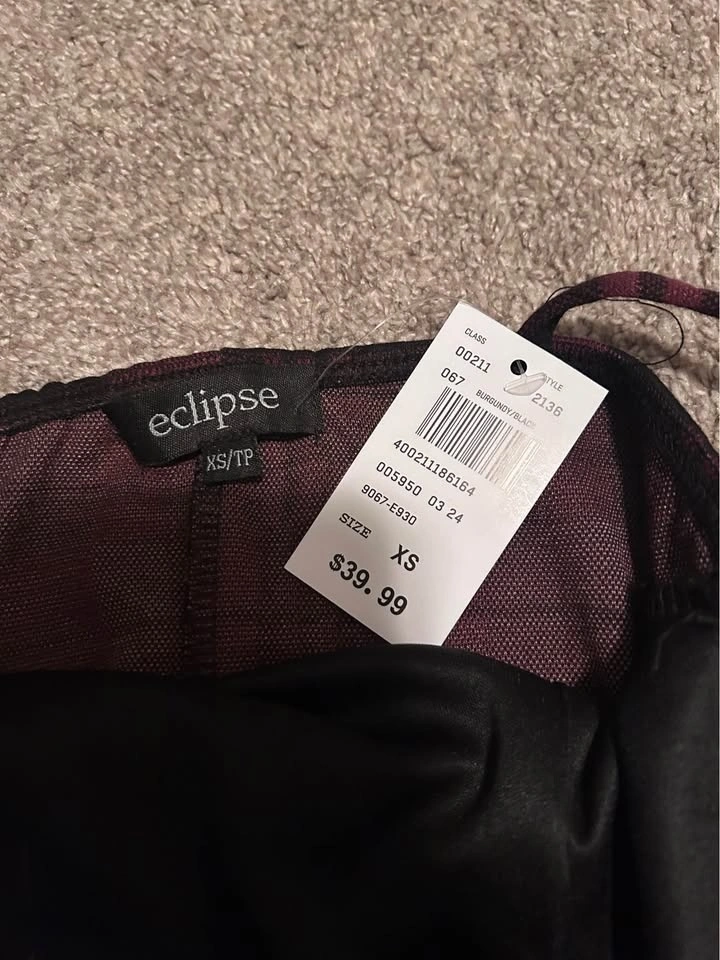 eclipse
XS/TP
CLASS
00211
STYLE
2136
067
BURGUNDY/BLACK
400211186164
005950 03 24
9067-E930
SIZE XS
$39.99